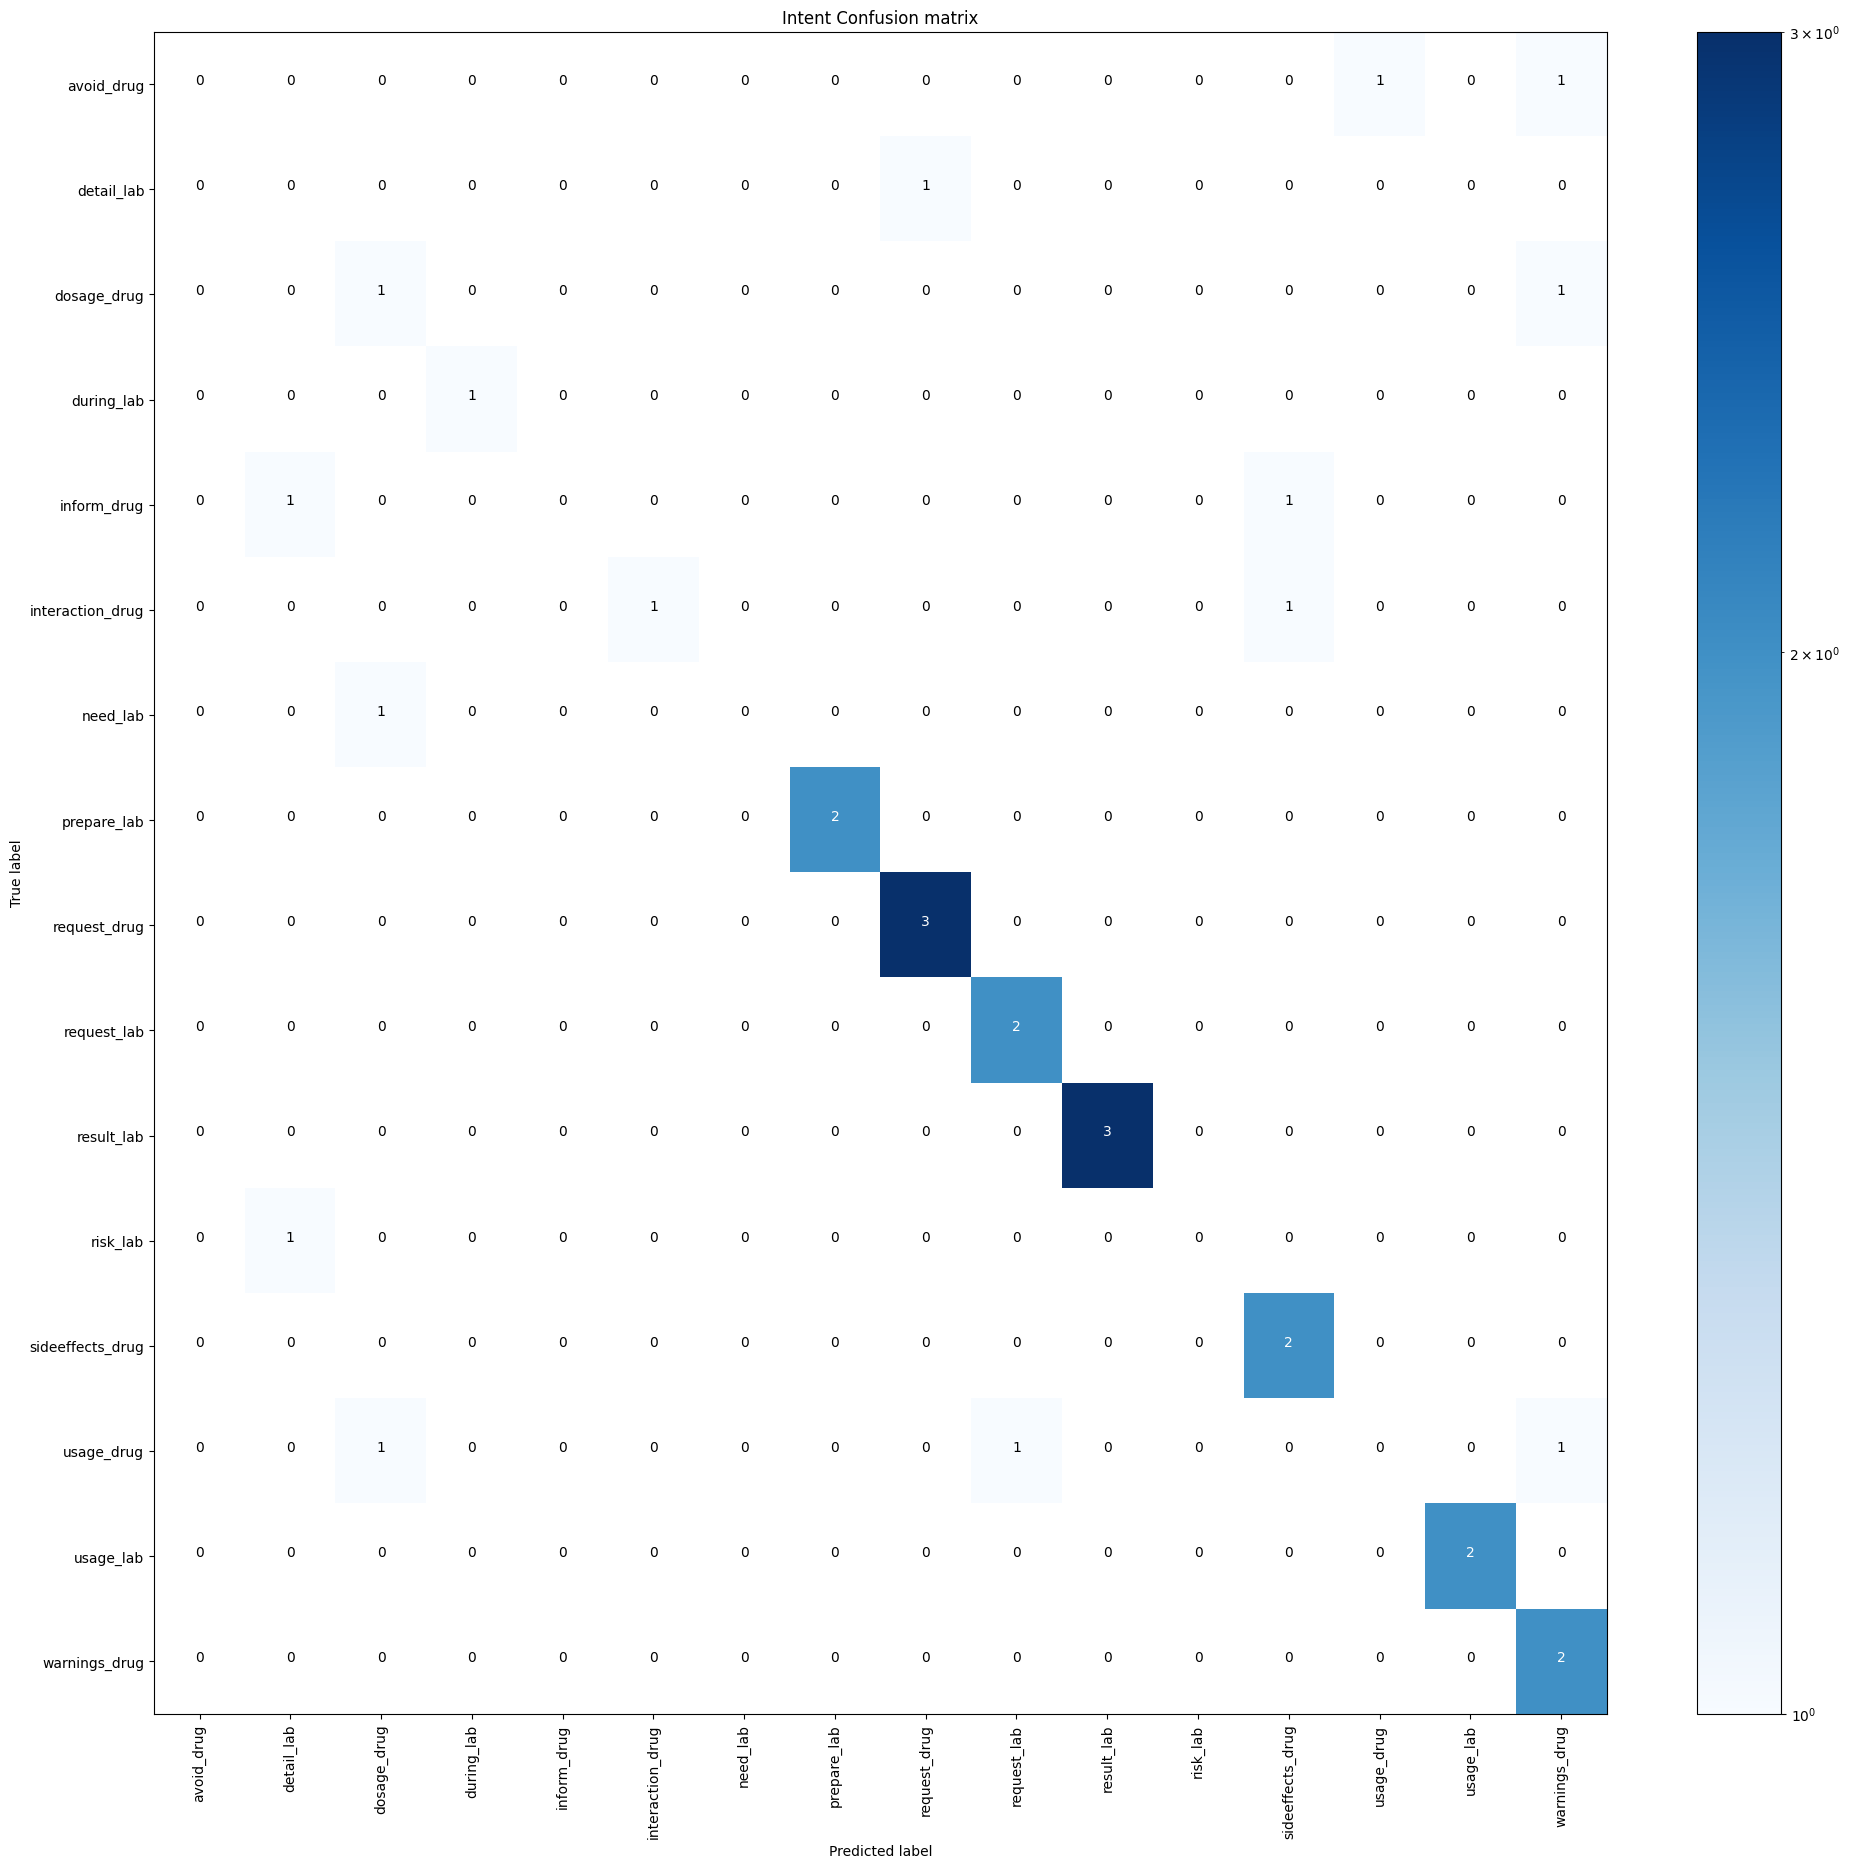 Intent Confusion matrix
avoid_drug 0 0 0 0 0 0 0 0 0 0 0 0 0 1 0 1
detail_lab 0 0 0 0 0 0 0 0 1 0 0 0 0 0 0 0
dosage_drug 0 0 1 0 0 0 0 0 0 0 0 0 0 0 0 1
during_lab 0 0 0 1 0 0 0 0 0 0 0 0 0 0 0 0
inform_drug 0 1 0 0 0 0 0 0 0 0 0 0 1 0 0 0
interaction_drug 0 0 0 0 0 1 0 0 0 0 0 0 1 0 0 0
need_lab 0 0 1 0 0 0 0 0 0 0 0 0 0 0 0 0
prepare_lab 0 0 0 0 0 0 0 2 0 0 0 0 0 0 0 0
request_drug 0 0 0 0 0 0 0 0 3 0 0 0 0 0 0 0
request_lab 0 0 0 0 0 0 0 0 0 2 0 0 0 0 0 0
result_lab 0 0 0 0 0 0 0 0 0 0 3 0 0 0 0 0
risk_lab 0 1 0 0 0 0 0 0 0 0 0 0 0 0 0 0
sideeffects_drug 0 0 0 0 0 0 0 0 0 0 0 0 2 0 0 0
usage_drug 0 0 1 0 0 0 0 0 0 1 0 0 0 0 0 1
usage_lab 0 0 0 0 0 0 0 0 0 0 0 0 0 0 2 0
warnings_drug 0 0 0 0 0 0 0 0 0 0 0 0 0 0 0 2
True label
avoid_drug
detail_lab
dosage_drug
during_lab
inform_drug
interaction_drug
need_lab
prepare_lab
request_drug
request_lab
result_lab
risk_lab
sideeffects_drug
usage_drug
usage_lab
warnings_drug
Predicted label
3 × 10⁰
2 × 10⁰
10⁰